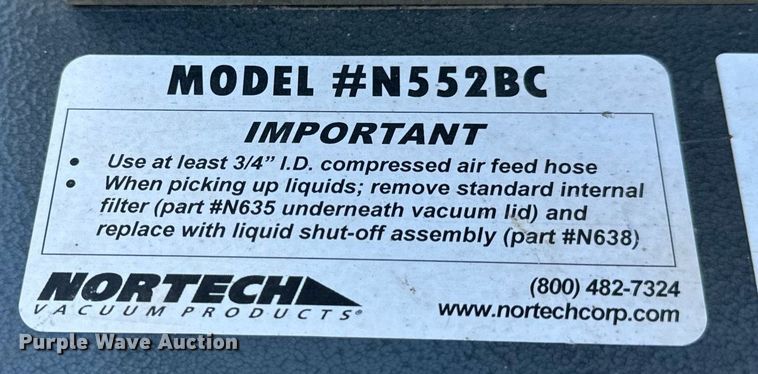 MODEL #N552BC
IMPORTANT
• Use at least 3/4" I.D. compressed air feed hose
• When picking up liquids; remove standard internal
filter (part #N635 underneath vacuum lid) and
replace with liquid shut-off assembly (part #N638)
NORTECH
VACUUM PRODUCTS®
(800) 482-7324
www.nortechcorp.com
Purple Wave Auction